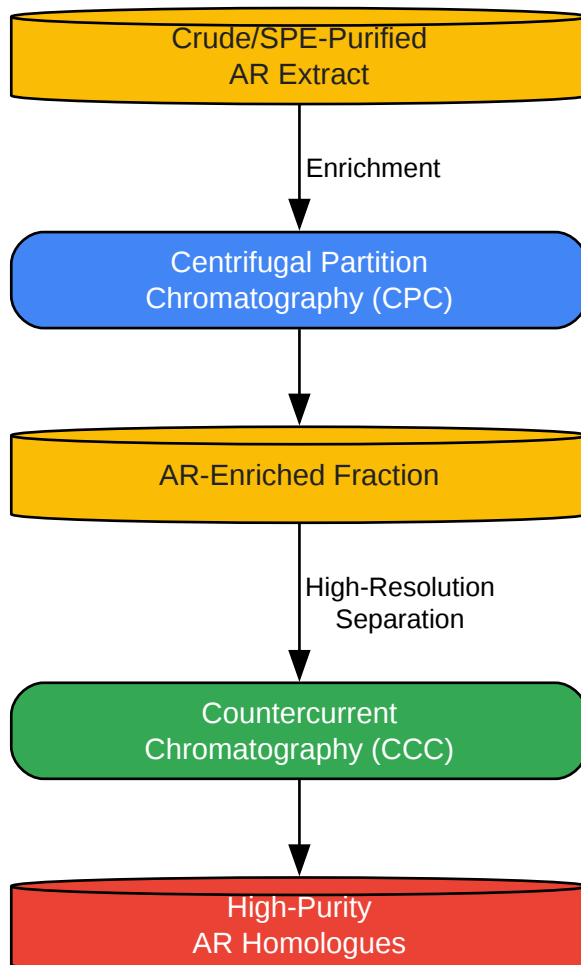 Crude/SPE-Purified
AR Extract
Enrichment
Centrifugal Partition
Chromatography (CPC)
AR-Enriched Fraction
High-Resolution
Separation
Countercurrent
Chromatography (CCC)
High-Purity
AR Homologues